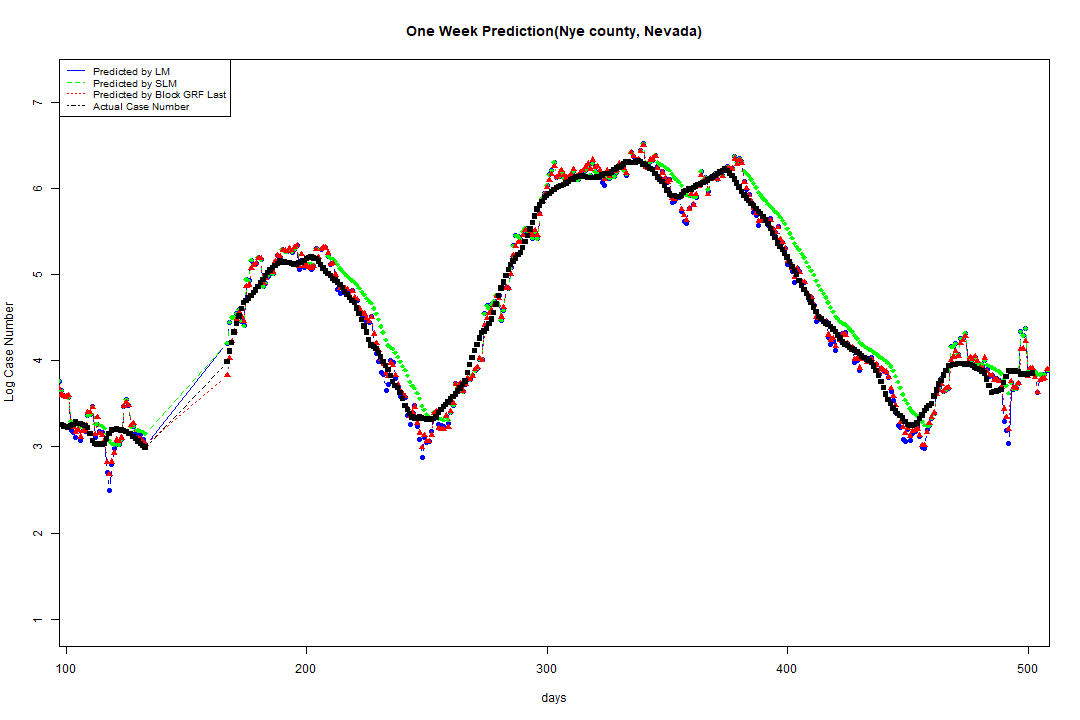 One Week Prediction(Nye county, Nevada)
Predicted by LM
Predicted by SLM
Predicted by Block GRF Last
Actual Case Number
7
6
5
4
3
2
1
Log Case Number
100 200 300 400 500
days